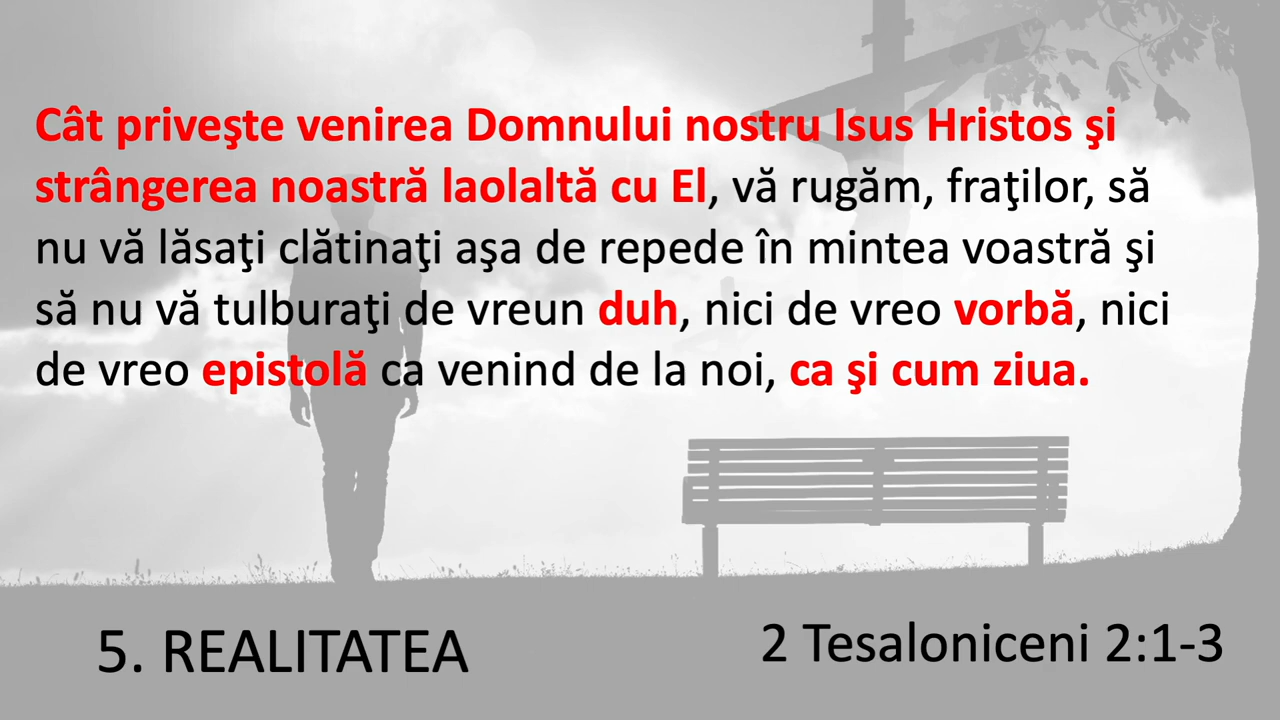 Cât priveşte venirea Domnului nostru Isus Hristos şi
strângerea noastră laolaltă cu El, vă rugăm, fraţilor, să
nu vă lăsaţi clătinaţi aşa de repede în mintea voastră şi
să nu vă tulburaţi de vreun duh, nici de vreo vorbă, nici
de vreo epistolă ca venind de la noi, ca şi cum ziua.
5. REALITATEA
2 Tesaloniceni 2:1-3